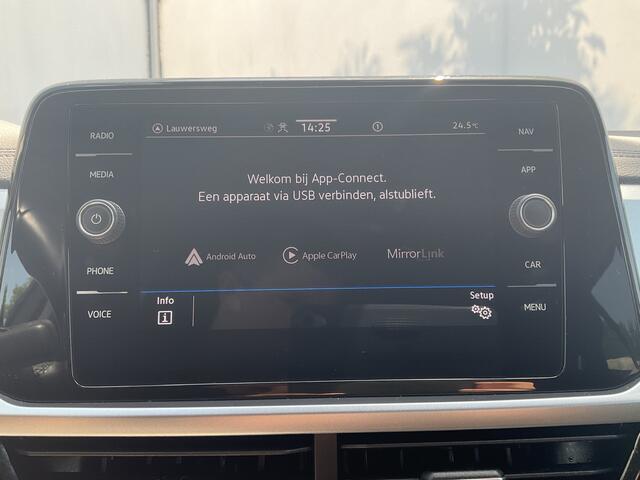 RADIO
MEDIA
PHONE
VOICE
Lauwersweg 14:25 1 24.5°C
Welkom bij App-Connect.
Een apparaat via USB verbinden, alstublieft.
Android Auto Apple CarPlay MirrorLink
Info Setup
NAV
APP
CAR
MENU